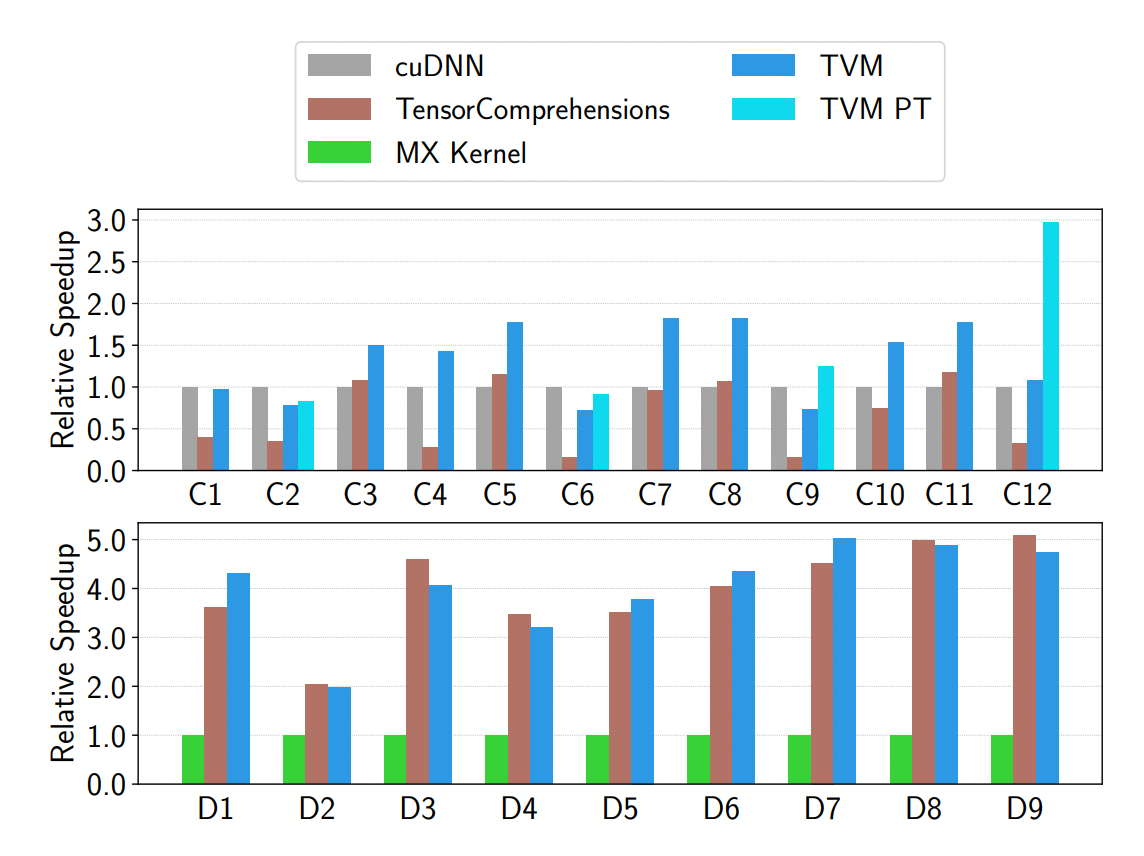 cuDNN TVM
TensorComprehensions TVM PT
MX Kernel
Relative Speedup
3.0
2.5
2.0
1.5
1.0
0.5
0.0
C1 C2 C3 C4 C5 C6 C7 C8 C9 C10 C11 C12
Relative Speedup
5.0
4.0
3.0
2.0
1.0
0.0
D1 D2 D3 D4 D5 D6 D7 D8 D9